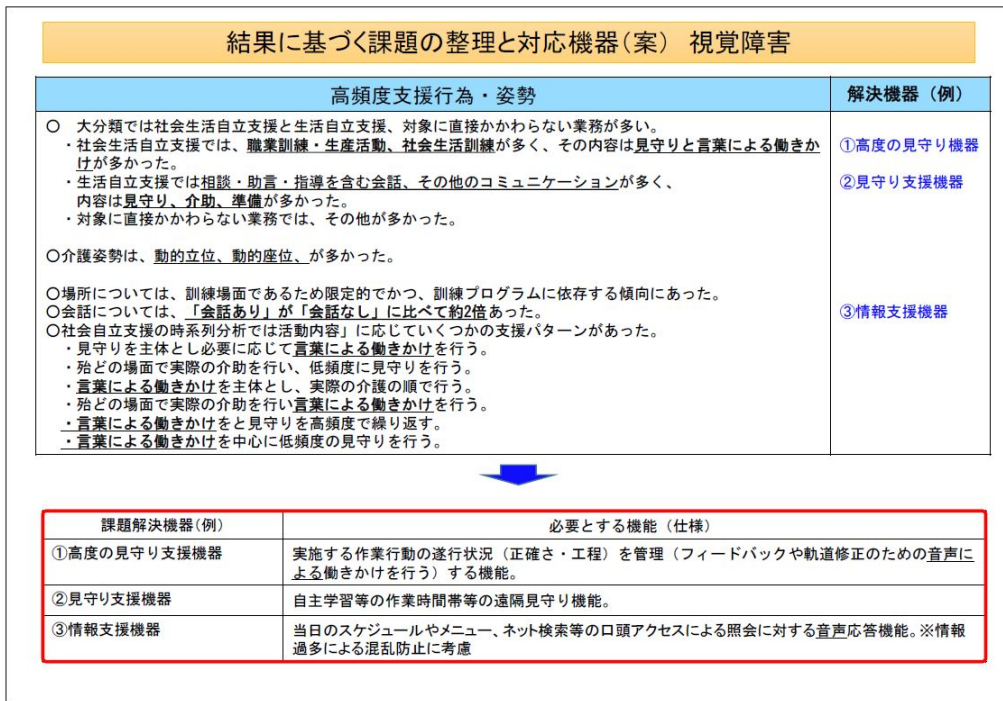 結果に基づく課題の整理と対応機器(案) 視覚障害
高頻度支援行為・姿勢
解決機器(例)
〇 大分類では社会生活自立支援と生活自立支援、対象に直接かかわらない業務が多い。
・社会生活自立支援では、職業訓練・生産活動、社会生活訓練が多く、その内容は見守りと言葉による働きか
けが多かった。
①高度の見守り機器
・生活自立支援では相談・助言・指導を含む会話、その他のコミュニケーションが多く、
②見守り支援機器
内容は見守り、介助、準備が多かった。
・対象に直接かかわらない業務では、その他が多かった。
〇介護姿勢は、動的立位、動的座位、が多かった。
〇場所については、訓練場面であるため限定的でかつ、訓練プログラムに依存する傾向にあった。
〇会話については、「会話あり」が「会話なし」に比べて約2倍あった。
③情報支援機器
〇社会自立支援の時系列分析では活動内容」に応じていくつかの支援パターンがあった。
・見守りを主体とし必要に応じて言葉による働きかけを行う。
・殆どの場面で実際の介助を行い、低頻度に見守りを行う。
・言葉による働きかけを主体とし、実際の介護の順で行う。
・殆どの場面で実際の介助を行い言葉による働きかけを行う。
・言葉による働きかけをと見守りを高頻度で繰り返す。
・言葉による働きかけを中心に低頻度の見守りを行う。
課題解決機器(例)
必要とする機能(仕様)
①高度の見守り支援機器
実施する作業行動の遂行状況(正確さ・工程)を管理(フィードバックや軌道修正のための音声に
よる働きかけを行う)する機能。
②見守り支援機器
自主学習等の作業時間帯等の遠隔見守り機能。
③情報支援機器
当日のスケジュールやメニュー、ネット検索等の口頭アクセスによる照会に対する音声応答機能。※情報
過多による混乱防止に考慮